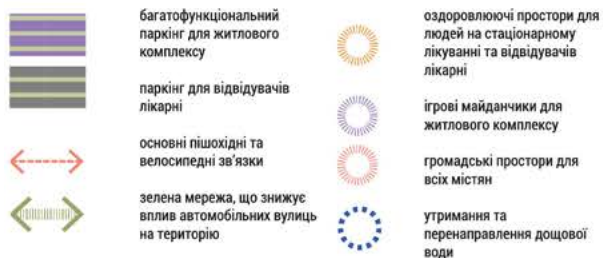 багатофункціональний
паркінг для житлового
комплексу
паркінг для відвідувачів
лікарні
основні пішохідні та
велосипедні зв'язки
зелена мережа, що знижує
вплив автомобільних вулиць
на територію
оздоровлюючі простори для
людей на стаціонарному
лікуванні та відвідувачів
лікарні
ігрові майданчики для
житлового комплексу
громадські простори для
всіх містян
утримання та
перенаправлення дощової
води